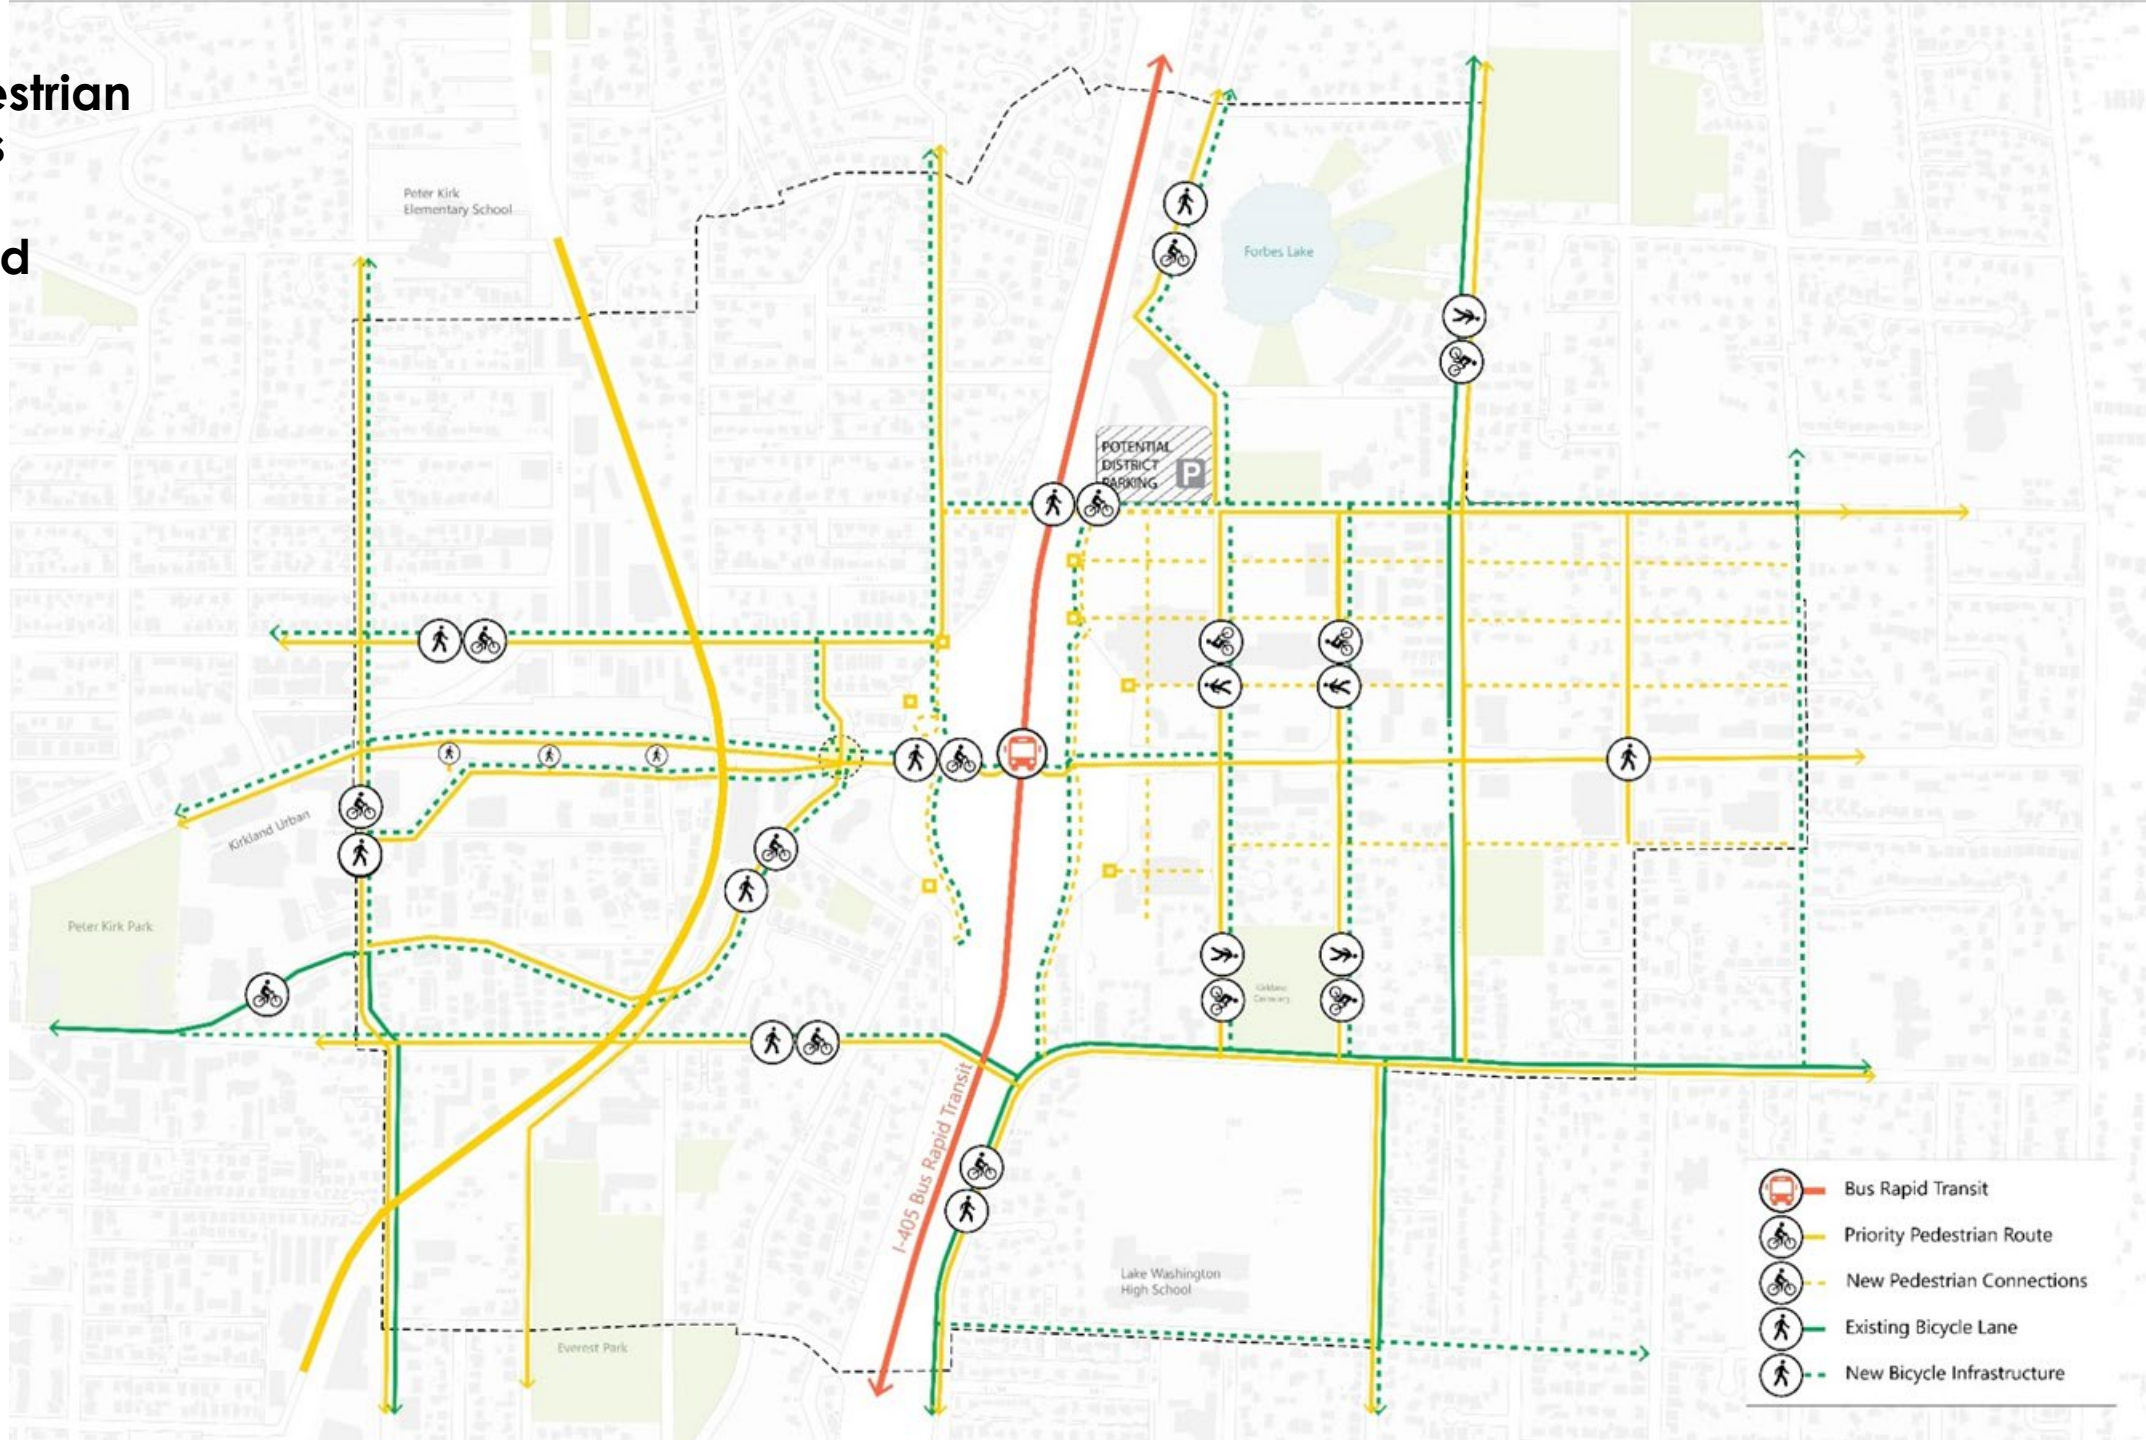 estrian
s
d
Peter Kirk
Elementary School
Forbes Lake
POTENTIAL
DISTRICT
PARKING
P
Kirkland Urban
Peter Kirk Park
Kirkland
Cemetery
I-405 Bus Rapid Transit
Lake Washington
High School
Everest Park
Bus Rapid Transit
Priority Pedestrian Route
New Pedestrian Connections
Existing Bicycle Lane
New Bicycle Infrastructure